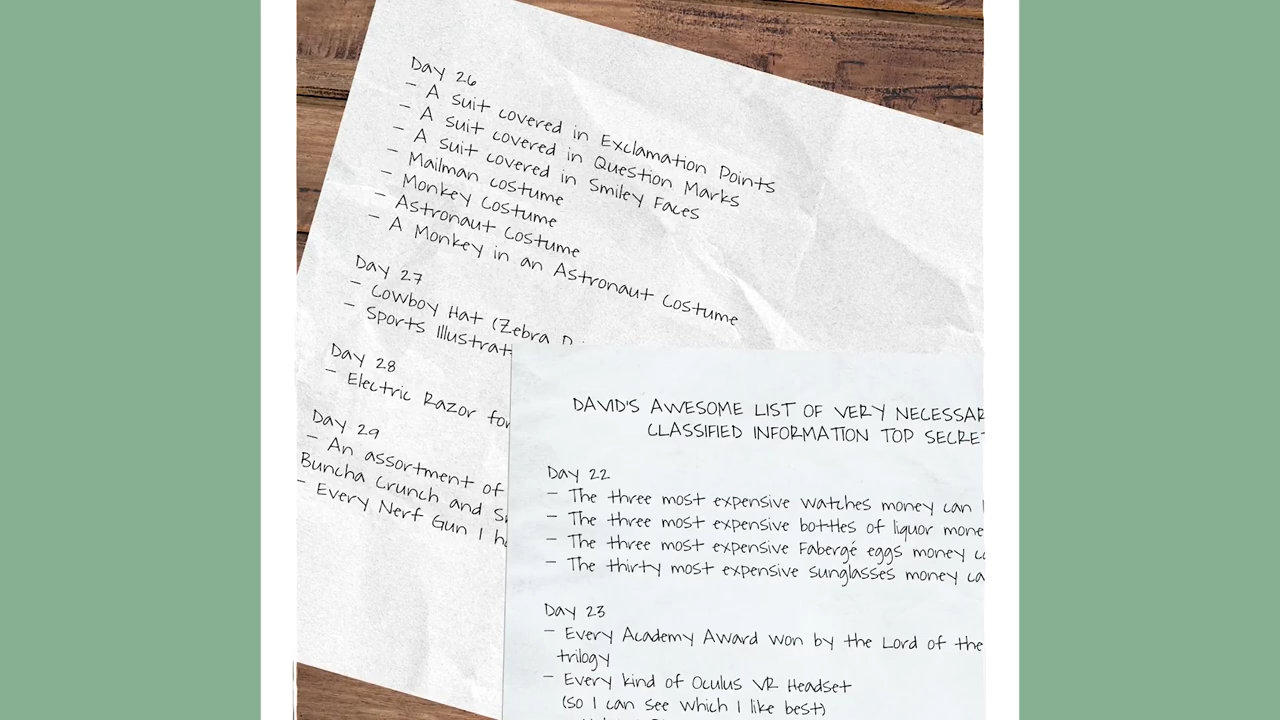 Day 26
- A suit covered in Exclamation Points
- A suit covered in Question Marks
- A suit covered in Smiley Faces
- Mailman costume
- Monkey Costume
- Astronaut Costume
- A Monkey in an Astronaut Costume
Day 27
- Cowboy Hat (Zebra
- Sports
Day 28
- Electric Razor for
Day 29
- An assortment of
Buncha Crunch and
- Every Nerf Gun I
DAVID'S AWESOME LIST OF VERY
CLASSIFIED INFORMATION TOP
Day 22
- The three most expensive watches money can
- The three most expensive bottles of liquor
- The three most expensive Fabergé eggs money
- The thirty most expensive sunglasses money
Day 23
- Every Academy Award won by the Lord of the
trilogy
- Every kind of Oculus VR Headset
(so I can see which I like best)